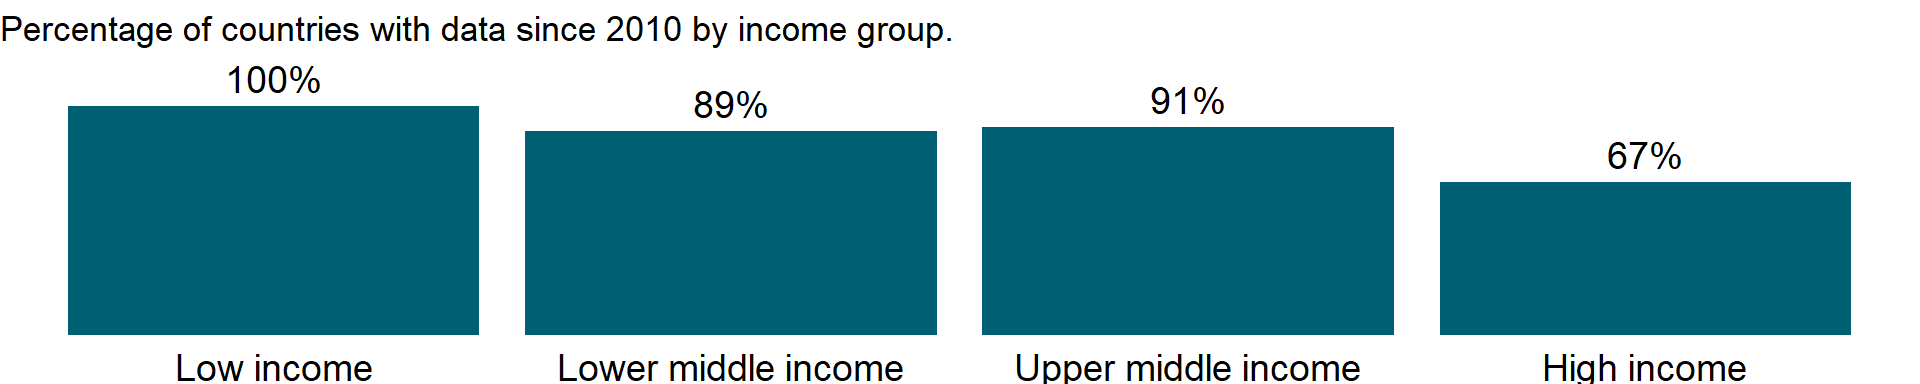 Percentage of countries with data since 2010 by income group.
100%
89%
91%
67%
Low income
Lower middle income
Upper middle income
High income